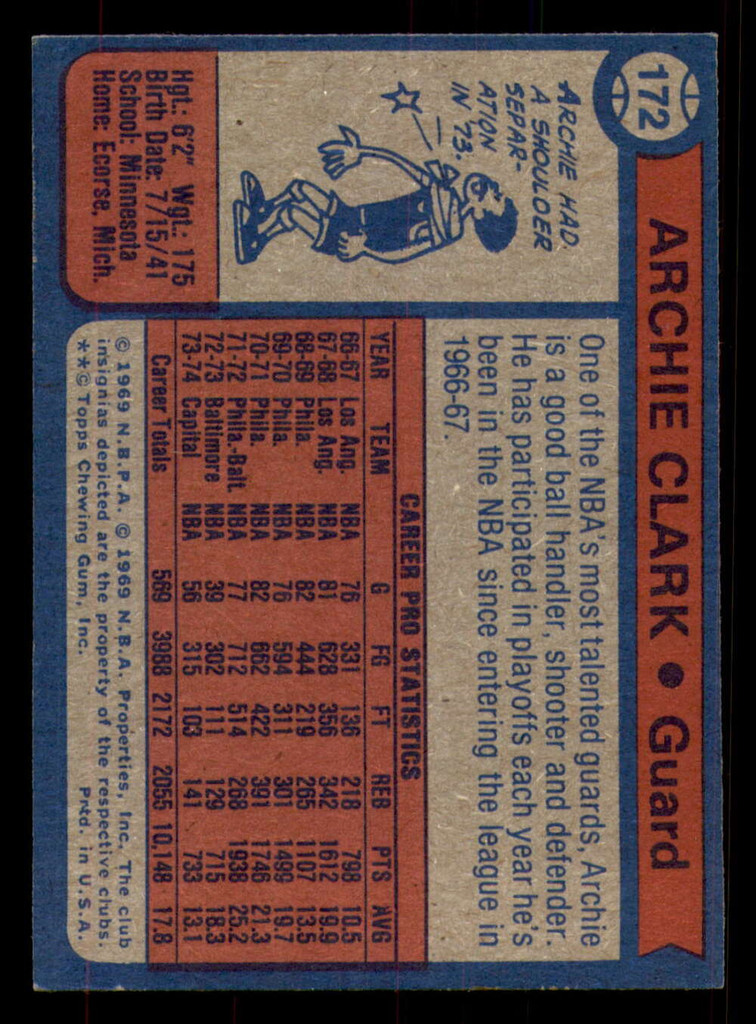 172
ARCHIE CLARK • Guard
ARCHIE HAD
A SHOULDER
SEPAR-
ATION
IN '73.
Hgt.: 6'2" Wgt.: 175
Birth Date: 7/15/41
School: Minnesota
Home: Ecorse, Mich.
One of the NBA's most talented guards, Archie
is a good ball handler, shooter and defender.
He has participated in playoffs each year he's
been in the NBA since entering the league in
1966-67.
CAREER PRO STATISTICS
YEAR TEAM G FG FT REB PTS AVG
66-67 Los Ang. NBA 76 331 136 218 798 10.5
67-68 Los Ang. NBA 81 628 356 342 1612 19.9
68-69 Phila. NBA 82 444 219 265 1107 13.5
69-70 Phila. NBA 76 594 311 301 1499 19.7
70-71 Phila. NBA 82 662 422 391 1746 21.3
71-72 Phila.-Balt. NBA 77 712 514 268 1938 25.2
72-73 Baltimore NBA 39 302 111 129 715 18.3
73-74 Capital NBA 56 315 103 141 733 13.1
Career Totals 569 3988 2172 2055 10,148 17.8
© 1969 N.B.P.A. © 1969 N.B.A. Properties, Inc. The club
insignias depicted are the property of the respective clubs.
**© Topps Chewing Gum, Inc. Prtd. in U.S.A.